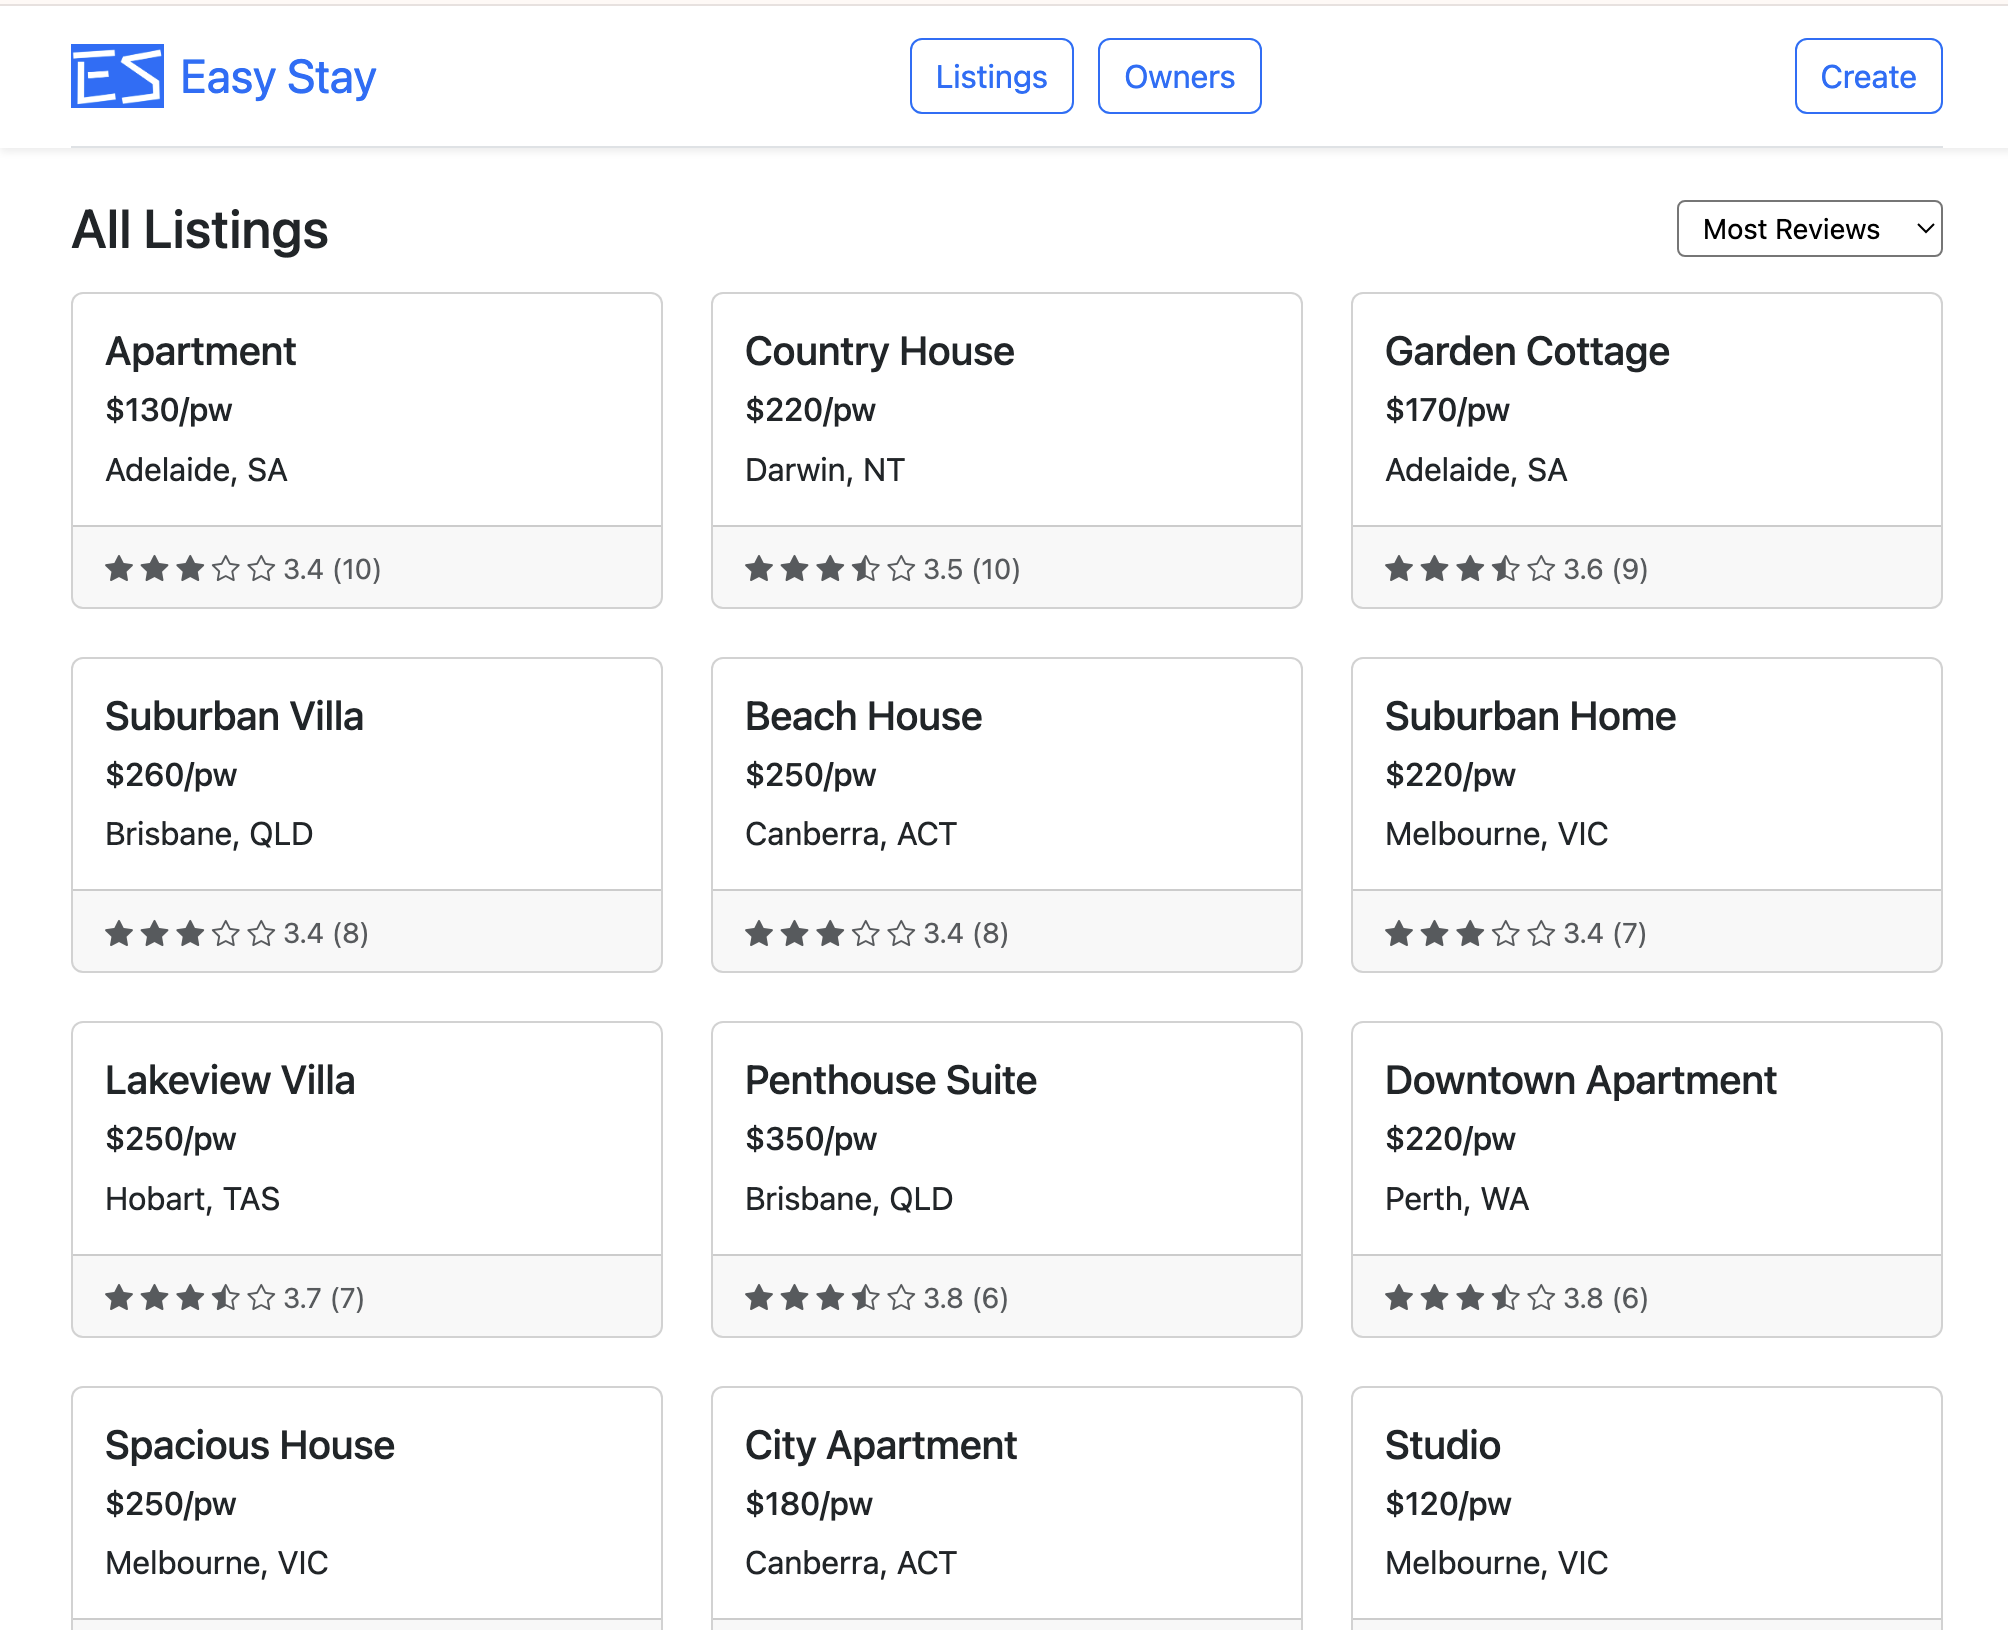 ES Easy Stay
Listings
Owners
Create
All Listings
Most Reviews
Apartment
$130/pw
Adelaide, SA
3.4 (10)
Country House
$220/pw
Darwin, NT
3.5 (10)
Garden Cottage
$170/pw
Adelaide, SA
3.6 (9)
Suburban Villa
$260/pw
Brisbane, QLD
3.4 (8)
Beach House
$250/pw
Canberra, ACT
3.4 (8)
Suburban Home
$220/pw
Melbourne, VIC
3.4 (7)
Lakeview Villa
$250/pw
Hobart, TAS
3.7 (7)
Penthouse Suite
$350/pw
Brisbane, QLD
3.8 (6)
Downtown Apartment
$220/pw
Perth, WA
3.8 (6)
Spacious House
$250/pw
Melbourne, VIC
City Apartment
$180/pw
Canberra, ACT
Studio
$120/pw
Melbourne, VIC